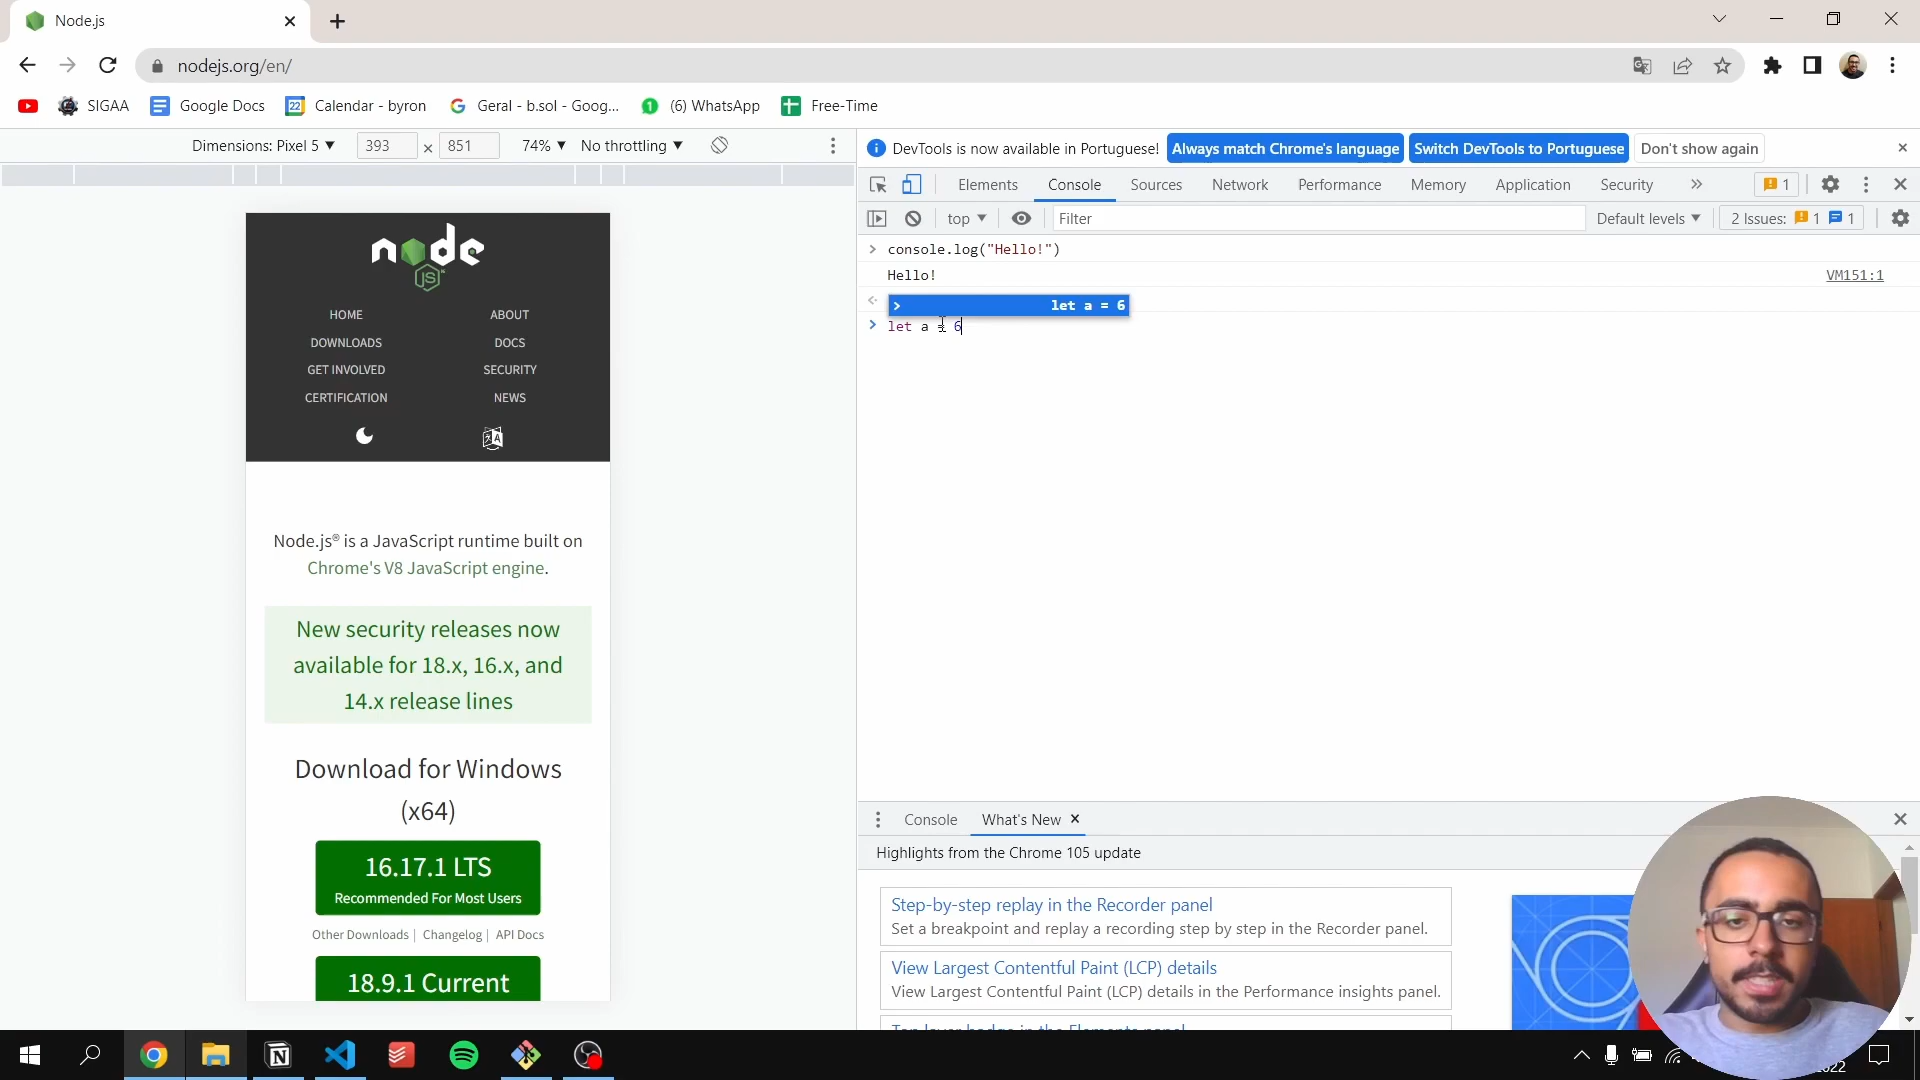 Node.js
nodejs.org/en/
SIGAA
Google Docs
22
Calendar - byron
Geral - b.sol - Goog...
1
(6) WhatsApp
Free-Time
Dimensions: Pixel 5 ▼
393 × 851
74% ▼
No throttling ▼
DevTools is now available in Portuguese!
Always match Chrome's language
Switch DevTools to Portuguese
Don't show again
Elements
Console
Sources
Network
Performance
Memory
Application
Security
»
1
top ▼
Filter
Default levels ▼
2 Issues: 1 1
> console.log("Hello!")
Hello!
VM151:1
> let a = 6
> let a = 6
node
JS
HOME
ABOUT
DOWNLOADS
DOCS
GET INVOLVED
SECURITY
CERTIFICATION
NEWS
Node.js® is a JavaScript runtime built on
Chrome's V8 JavaScript engine.
New security releases now
available for 18.x, 16.x, and
14.x release lines
Download for Windows
(x64)
16.17.1 LTS
Recommended For Most Users
Other Downloads | Changelog | API Docs
18.9.1 Current
Console
What's New
Highlights from the Chrome 105 update
Step-by-step replay in the Recorder panel
Set a breakpoint and replay a recording step by step in the Recorder panel.
View Largest Contentful Paint (LCP) details
View Largest Contentful Paint (LCP) details in the Performance insights panel.